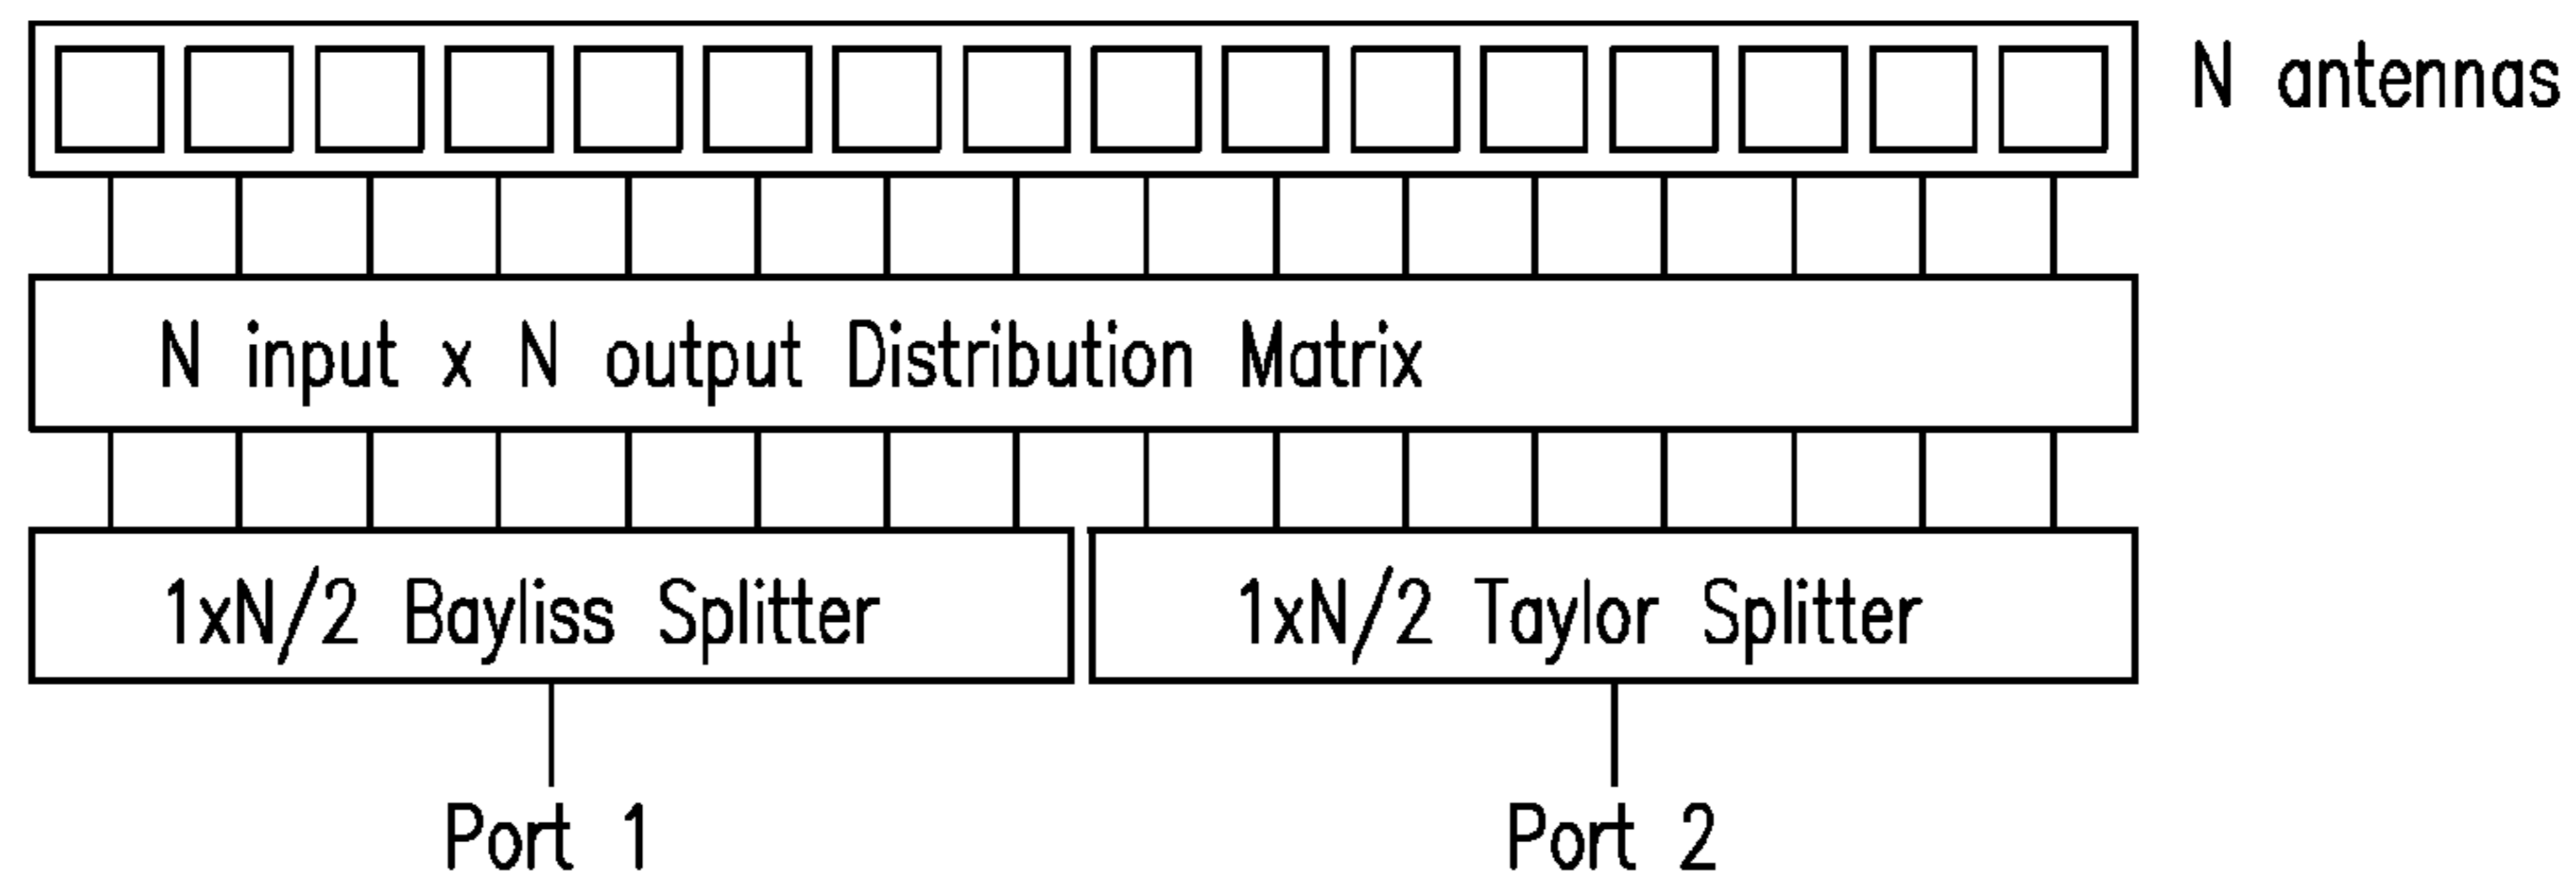 N antennas
N input x N output Distribution Matrix
1xN/2 Bayliss Splitter
1xN/2 Taylor Splitter
Port 1
Port 2